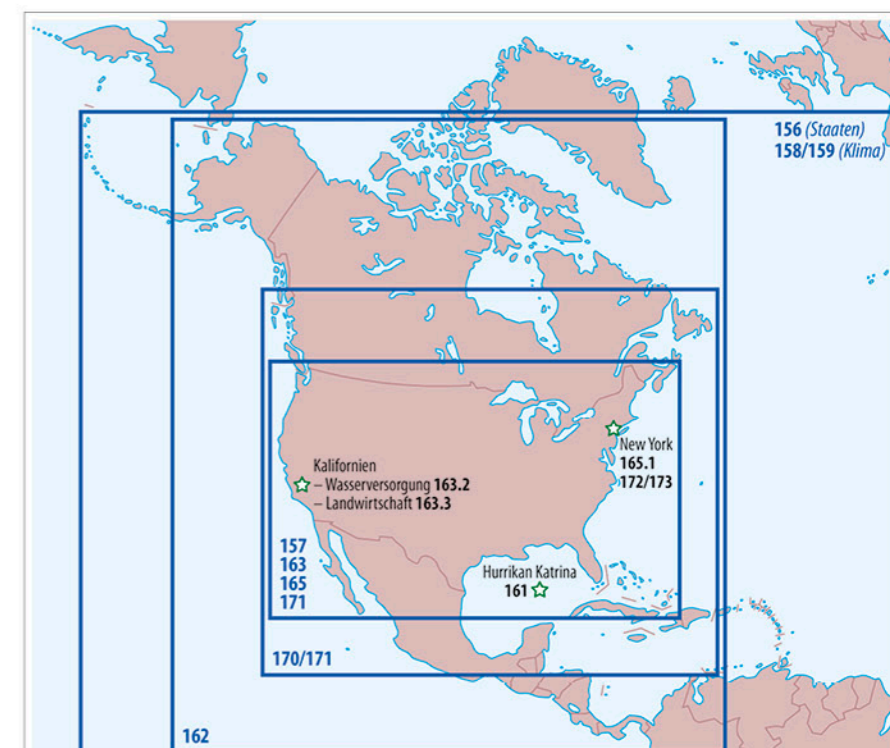 156 (Staaten)
158/159 (Klima)
New York
165.1
172/173
Kalifornien
– Wasserversorgung 163.2
– Landwirtschaft 163.3
157
163
165
171
Hurrikan Katrina
161
170/171
162